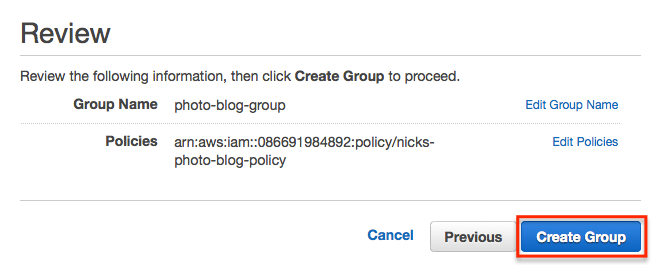 Review
Review the following information, then click Create Group to proceed.
Group Name photo-blog-group Edit Group Name
Policies arn:aws:iam::086691984892:policy/nicks- Edit Policies
photo-blog-policy
Cancel Previous Create Group